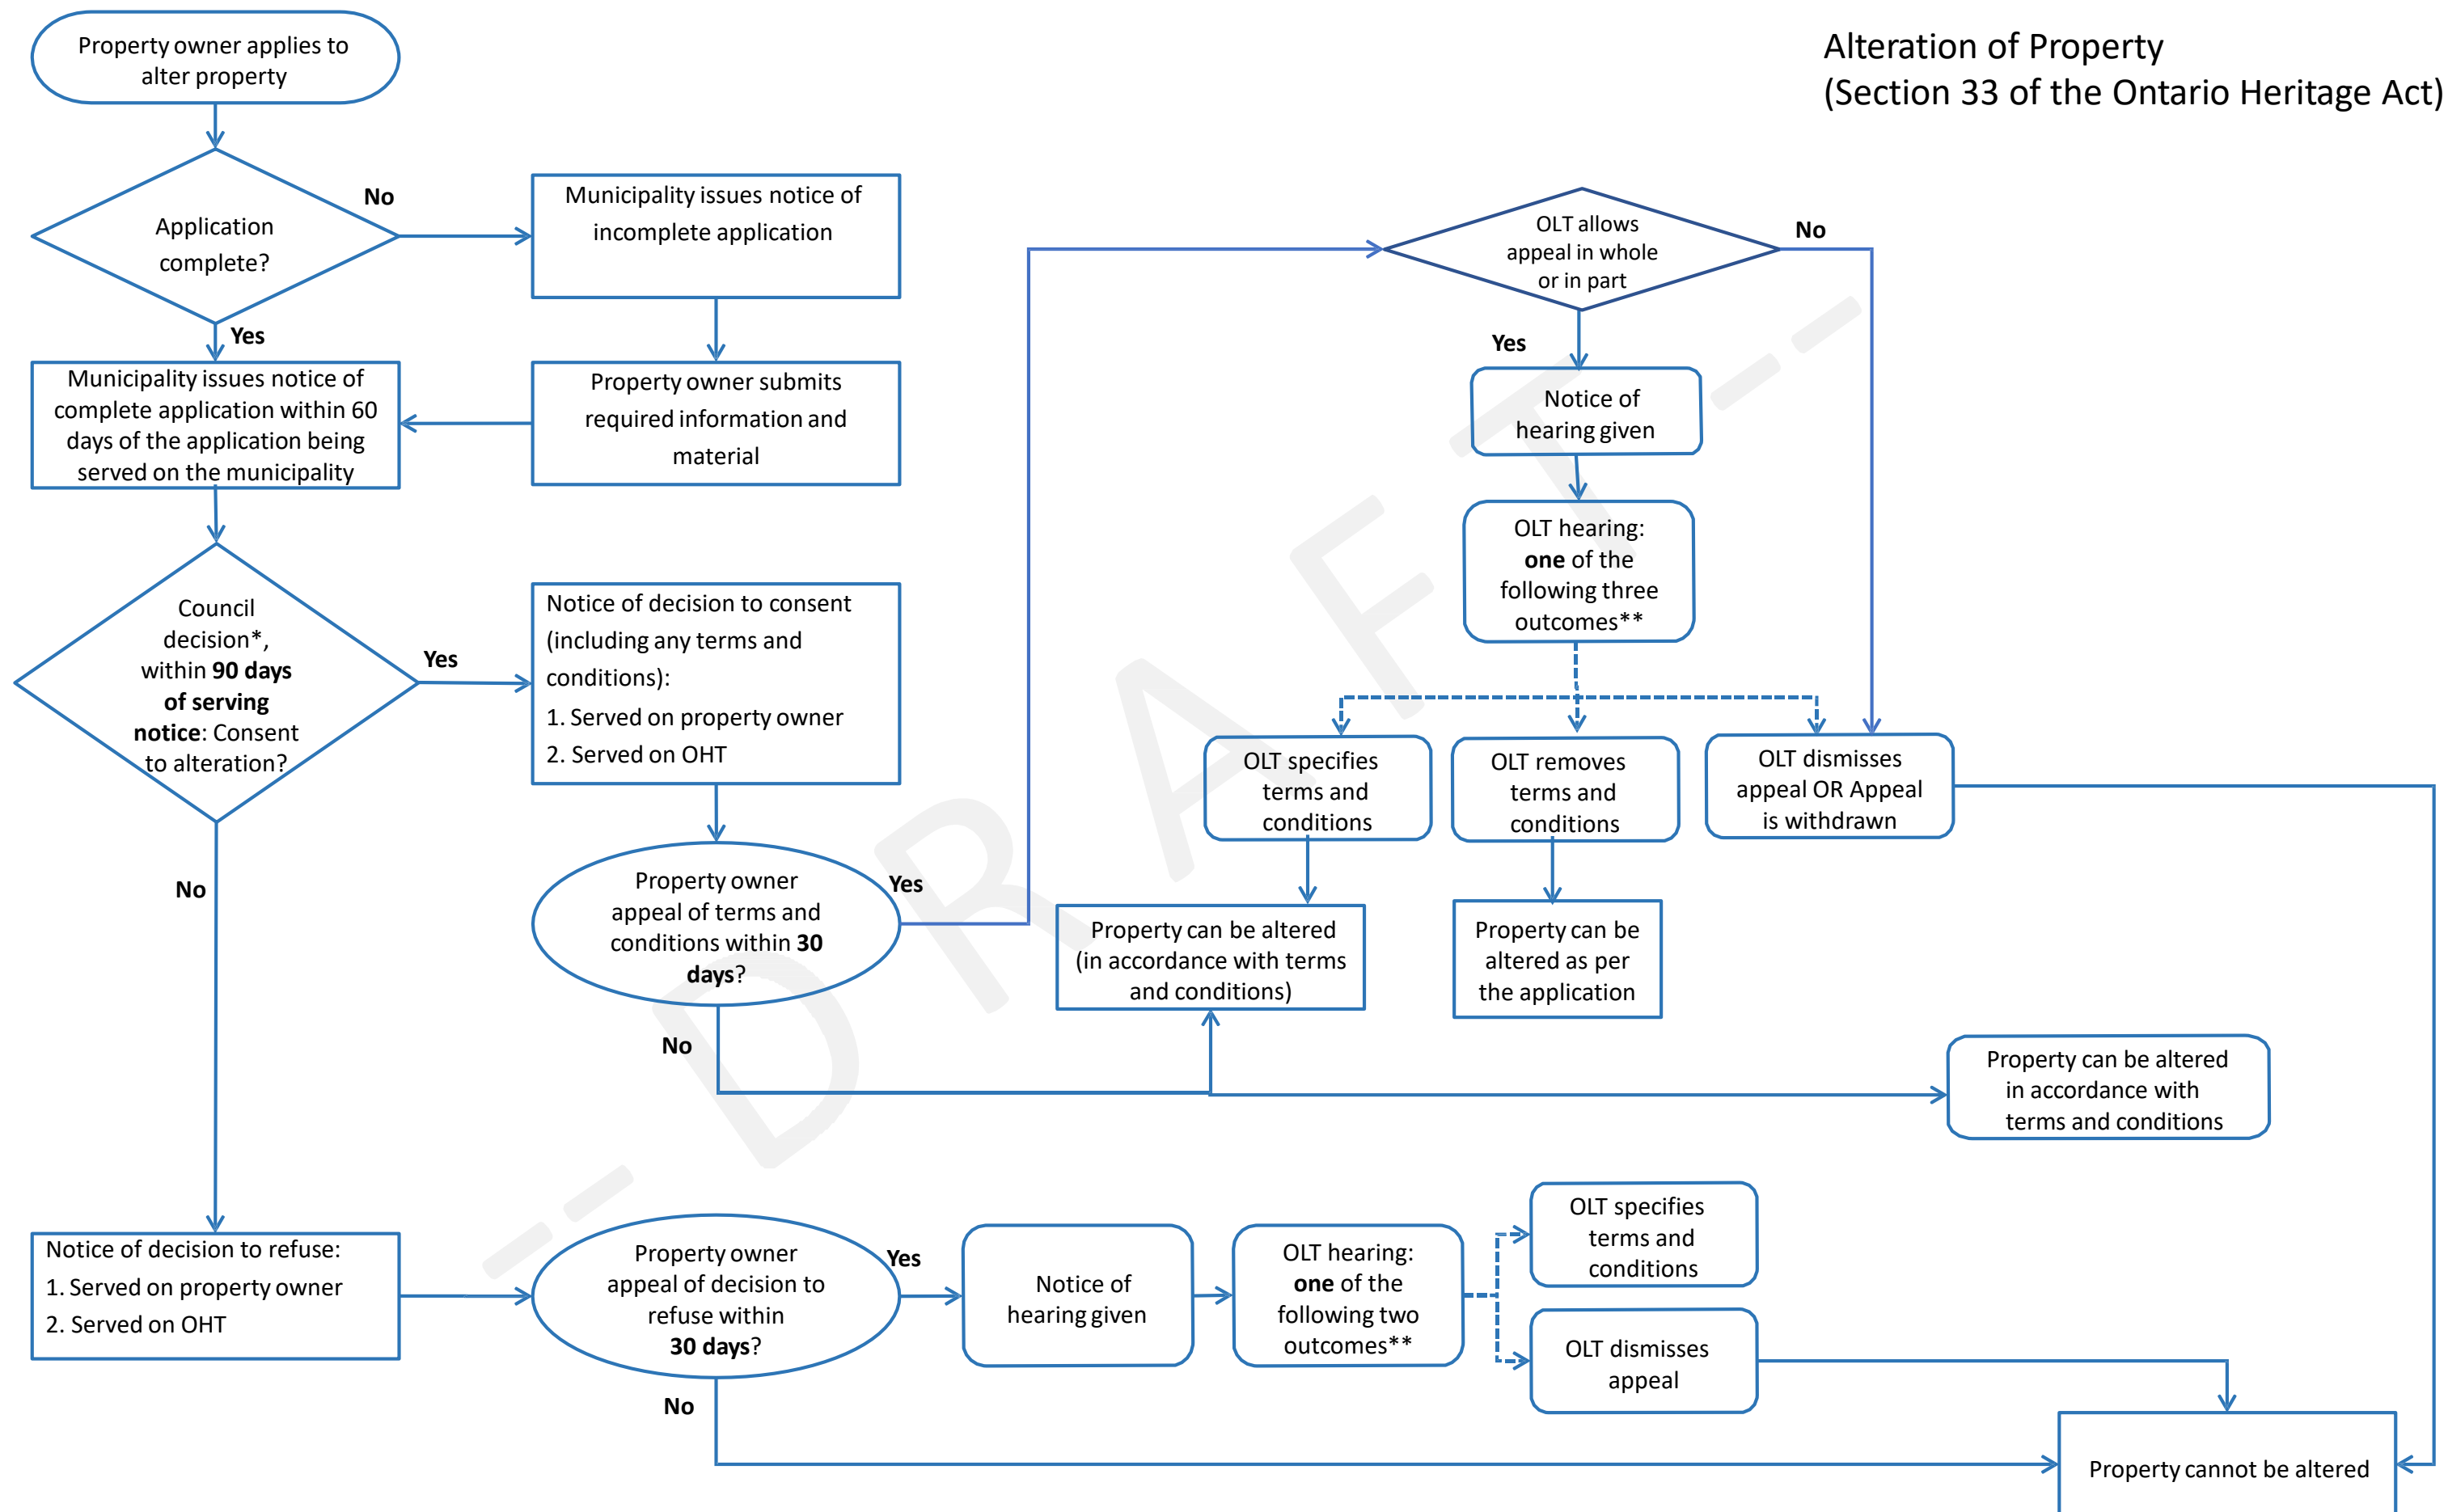 Alteration of Property
(Section 33 of the Ontario Heritage Act)
Property owner applies to
alter property
Application
complete?
No
Yes
Municipality issues notice of
incomplete application
Property owner submits
required information and
material
Municipality issues notice of
complete application within 60
days of the application being
served on the municipality
Council
decision*,
within 90 days
of serving
notice: Consent
to alteration?
Yes
No
Notice of decision to consent
(including any terms and
conditions):
1. Served on property owner
2. Served on OHT
Property owner
appeal of terms and
conditions within 30
days?
Yes
No
OLT allows
appeal in whole
or in part
No
Yes
Notice of
hearing given
OLT hearing:
one of the
following three
outcomes**
OLT specifies
terms and
conditions
OLT removes
terms and
conditions
OLT dismisses
appeal OR Appeal
is withdrawn
Property can be altered
(in accordance with terms
and conditions)
Property can be
altered as per
the application
Property can be altered
in accordance with
terms and conditions
Notice of decision to refuse:
1. Served on property owner
2. Served on OHT
Property owner
appeal of decision to
refuse within
30 days?
Yes
No
Notice of
hearing given
OLT hearing:
one of the
following two
outcomes**
OLT specifies
terms and
conditions
OLT dismisses
appeal
Property cannot be altered
--DRAFT--